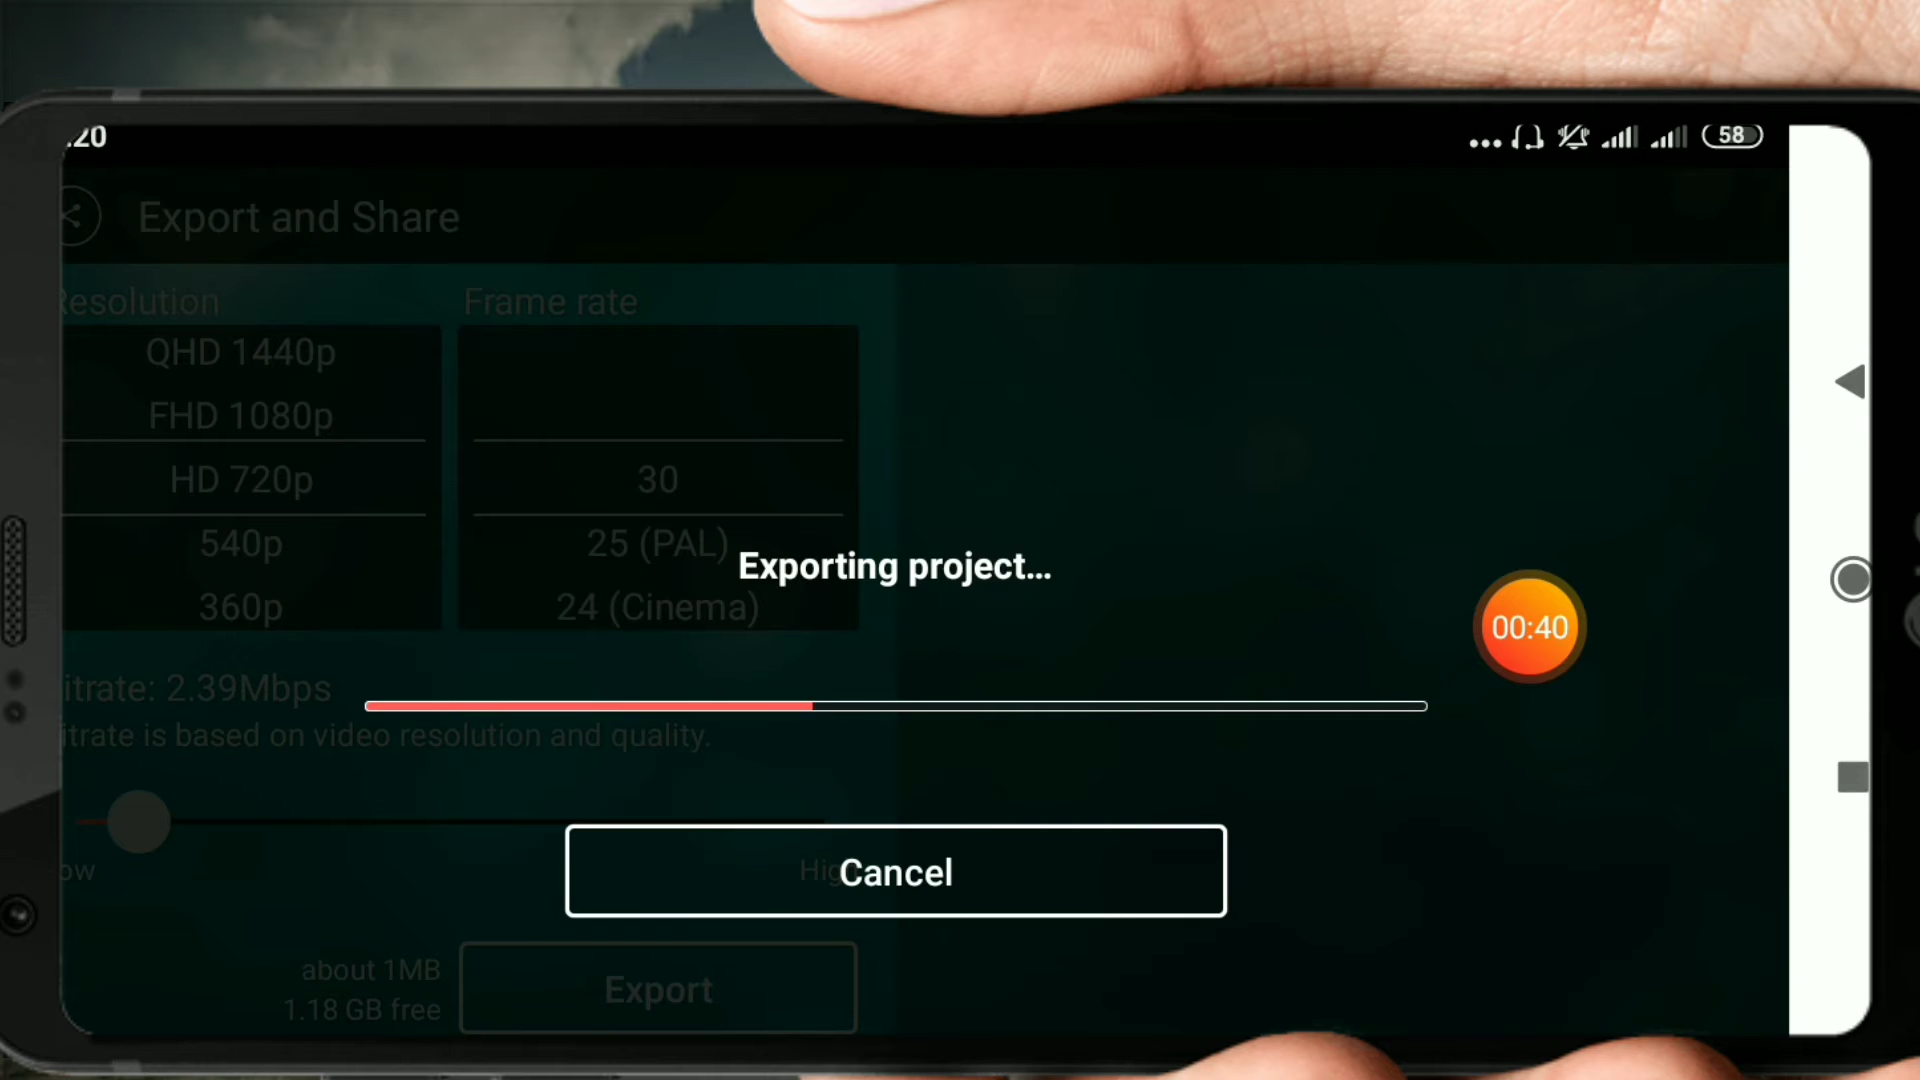 .20
58
Export and Share
Resolution
Frame rate
QHD 1440p
FHD 1080p
HD 720p
30
540p
25 (PAL)
Exporting project...
360p
24 (Cinema)
00:40
itrate: 2.39Mbps
itrate is based on video resolution and quality.
ow
Hig
Cancel
about 1MB
1.18 GB free
Export